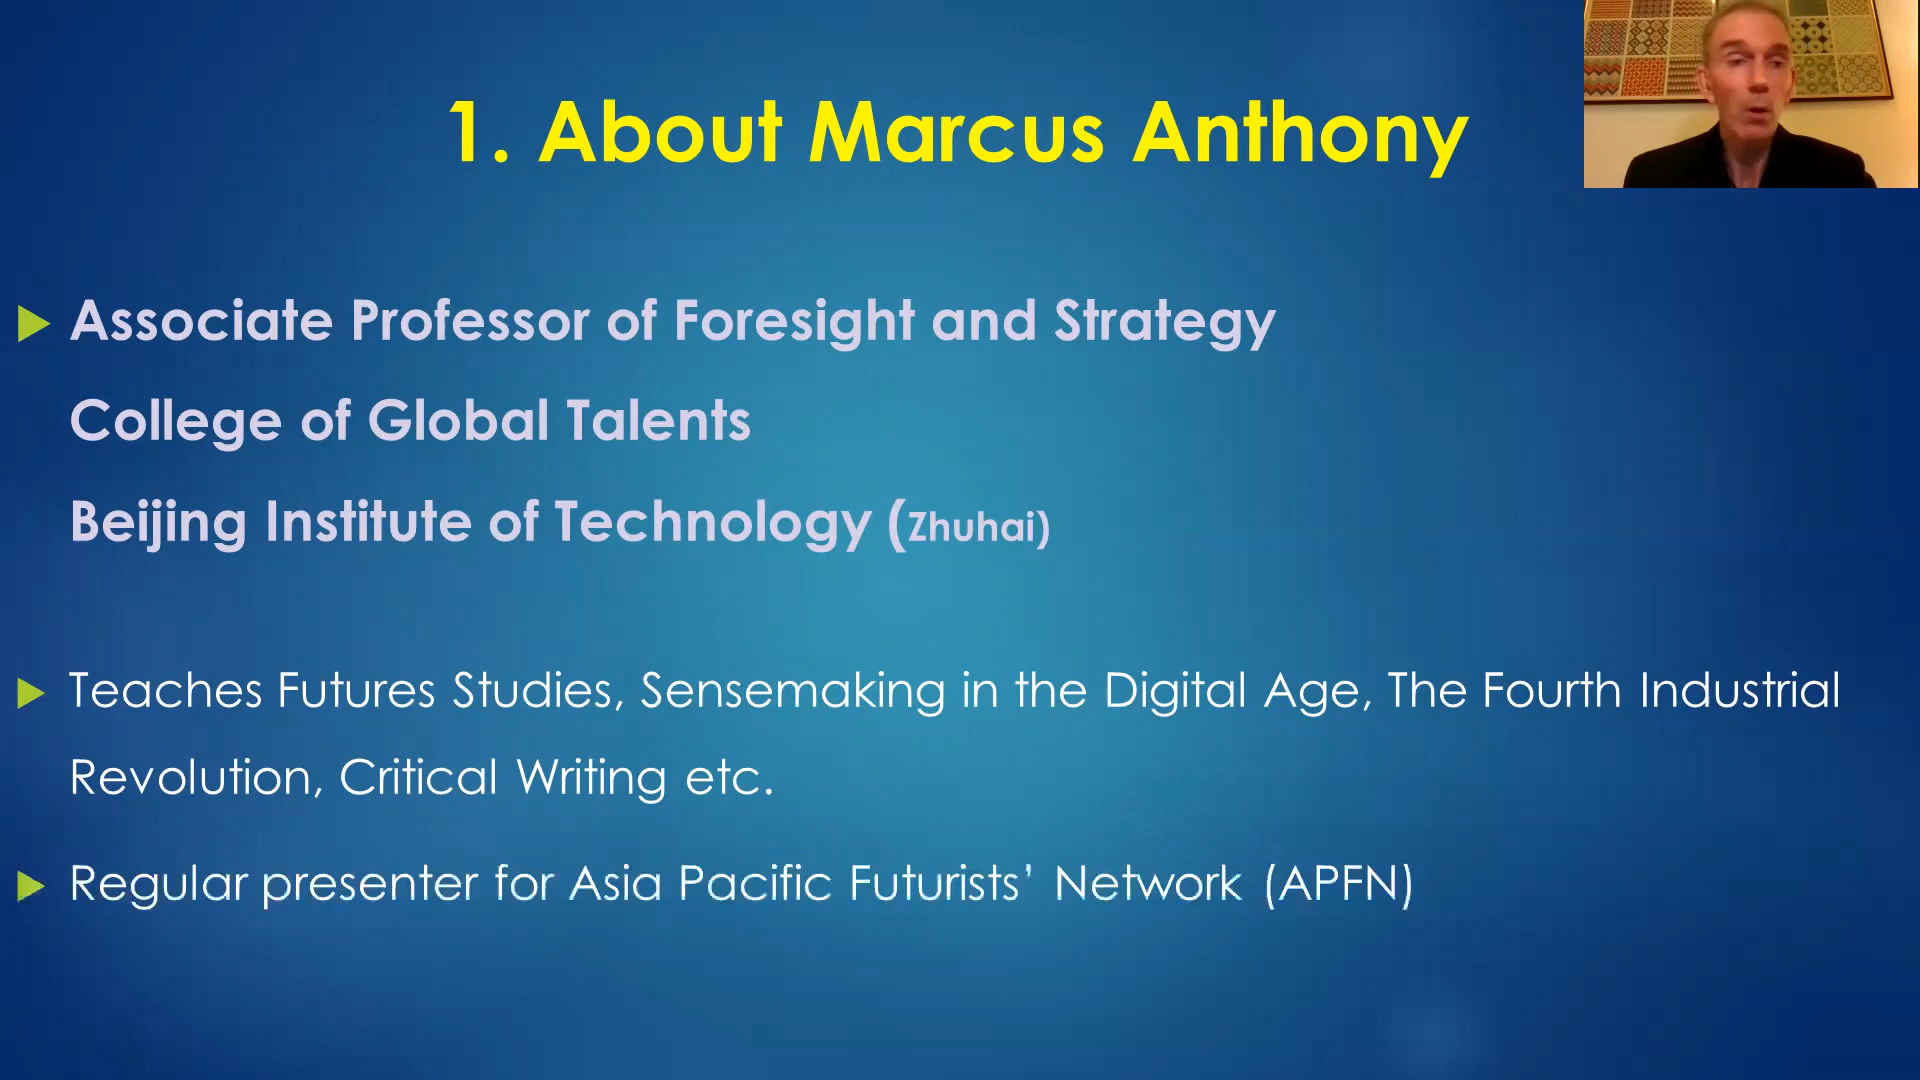 1. About Marcus Anthony
Associate Professor of Foresight and Strategy
College of Global Talents
Beijing Institute of Technology (Zhuhai)
Teaches Futures Studies, Sensemaking in the Digital Age, The Fourth Industrial
Revolution, Critical Writing etc.
Regular presenter for Asia Pacific Futurists’ Network (APFN)